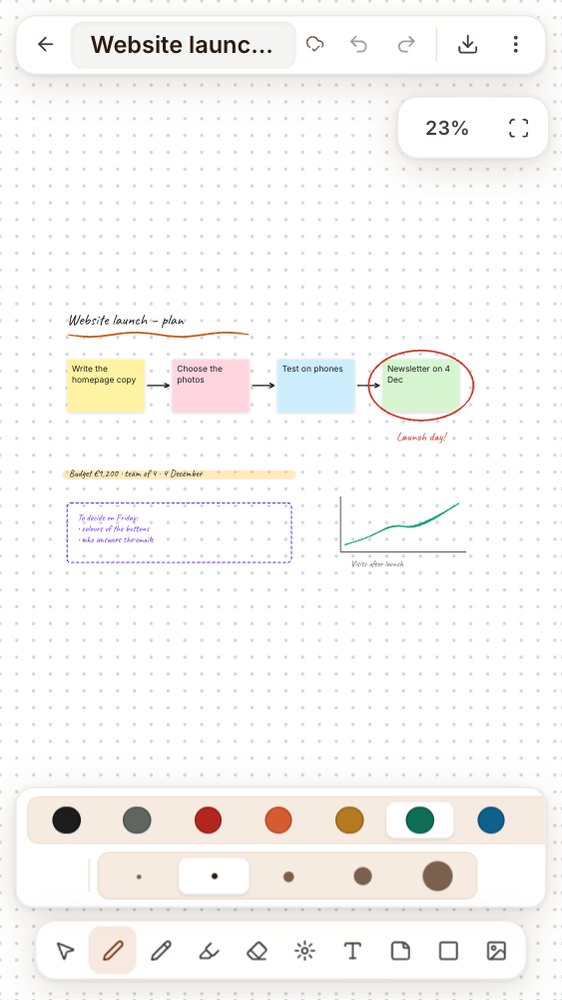 Website launc...
23%
Website launch – plan
Write the
homepage copy
Choose the
photos
Test on phones
Newsletter on 4
Dec
Launch day!
Budget €1,200 · team of 4 · 4 December
To decide on Friday:
• colours of the buttons
• who answers the emails
Visits after launch